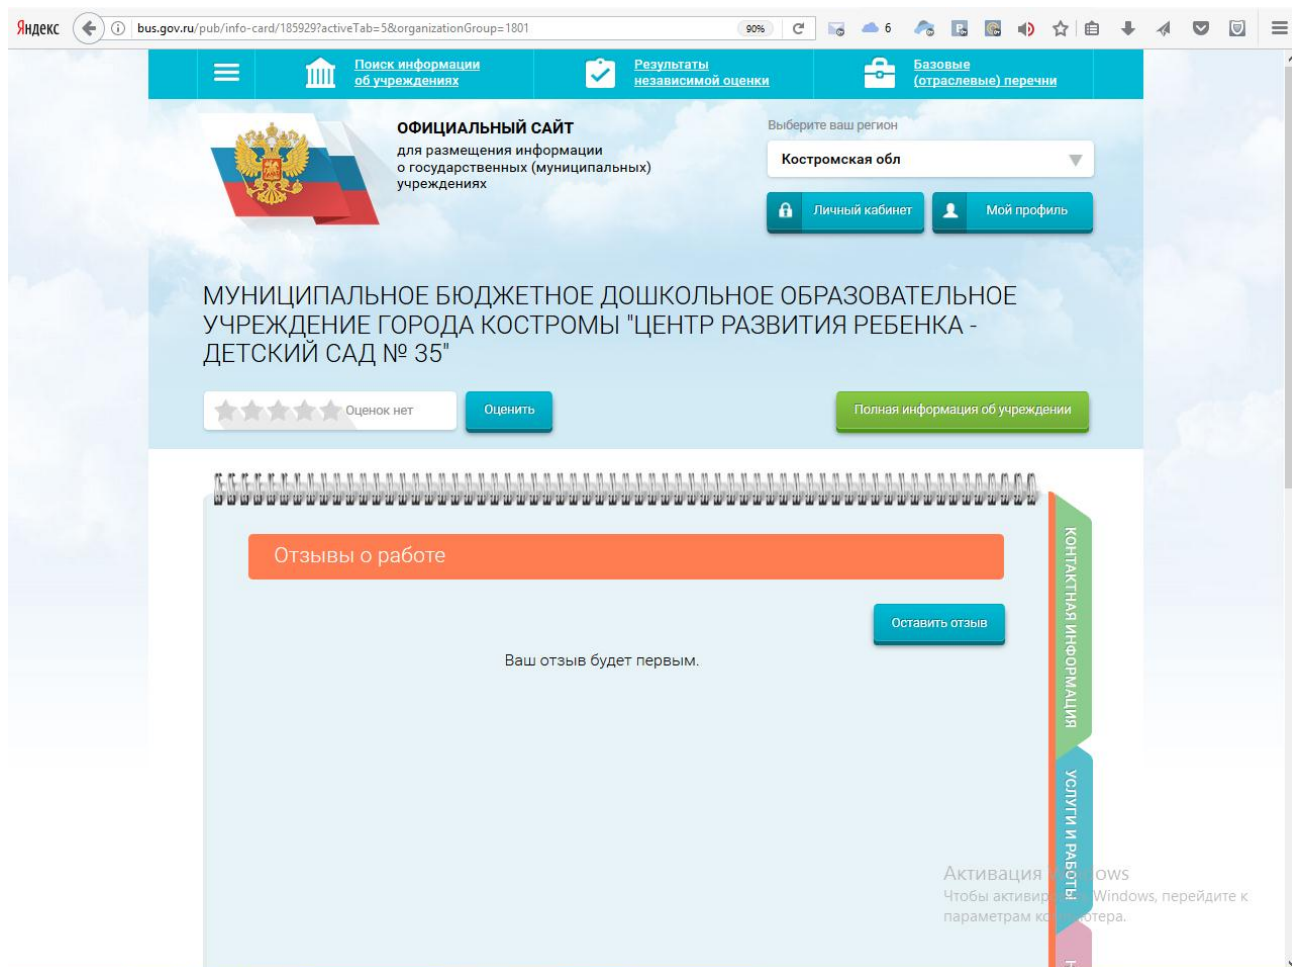 Яндекс
bus.gov.ru/pub/info-card/185929?activeTab=5&organizationGroup=1801
90%
6
Поиск информации
об учреждениях
Результаты
независимой оценки
Базовые
(отраслевые) перечни
ОФИЦИАЛЬНЫЙ САЙТ
для размещения информации
о государственных (муниципальных)
учреждениях
Выберите ваш регион
Костромская обл
Личный кабинет
Мой профиль
МУНИЦИПАЛЬНОЕ БЮДЖЕТНОЕ ДОШКОЛЬНОЕ ОБРАЗОВАТЕЛЬНОЕ
УЧРЕЖДЕНИЕ ГОРОДА КОСТРОМЫ "ЦЕНТР РАЗВИТИЯ РЕБЕНКА -
ДЕТСКИЙ САД № 35"
Оценок нет
Оценить
Полная информация об учреждении
Отзывы о работе
Оставить отзыв
Ваш отзыв будет первым.
КОНТАКТНАЯ ИНФОРМАЦИЯ
УСЛУГИ И РАБОТЫ
Активация Windows
Чтобы активировать Windows, перейдите к
параметрам компьютера.